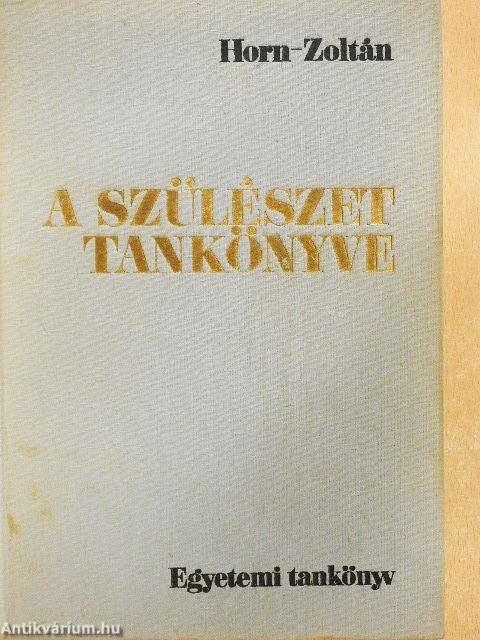 Horn-Zoltán
A SZÜLÉSZET
TANKÖNYVE
Egyetemi tankönyv
Antikvárium.hu